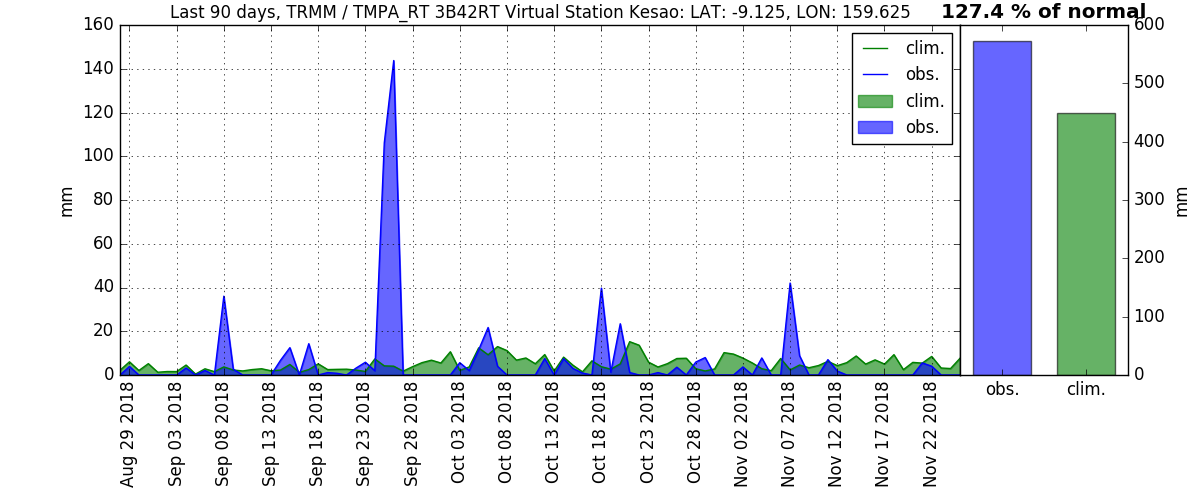 Last 90 days, TRMM / TMPA_RT 3B42RT Virtual Station Kesao: LAT: -9.125, LON: 159.625
127.4 % of normal
160
140
120
100
80
60
40
20
0
mm
clim.
obs.
clim.
obs.
600
500
400
300
200
100
0
mm
Aug 29 2018
Sep 03 2018
Sep 08 2018
Sep 13 2018
Sep 18 2018
Sep 23 2018
Sep 28 2018
Oct 03 2018
Oct 08 2018
Oct 13 2018
Oct 18 2018
Oct 23 2018
Oct 28 2018
Nov 02 2018
Nov 07 2018
Nov 12 2018
Nov 17 2018
Nov 22 2018
obs.
clim.